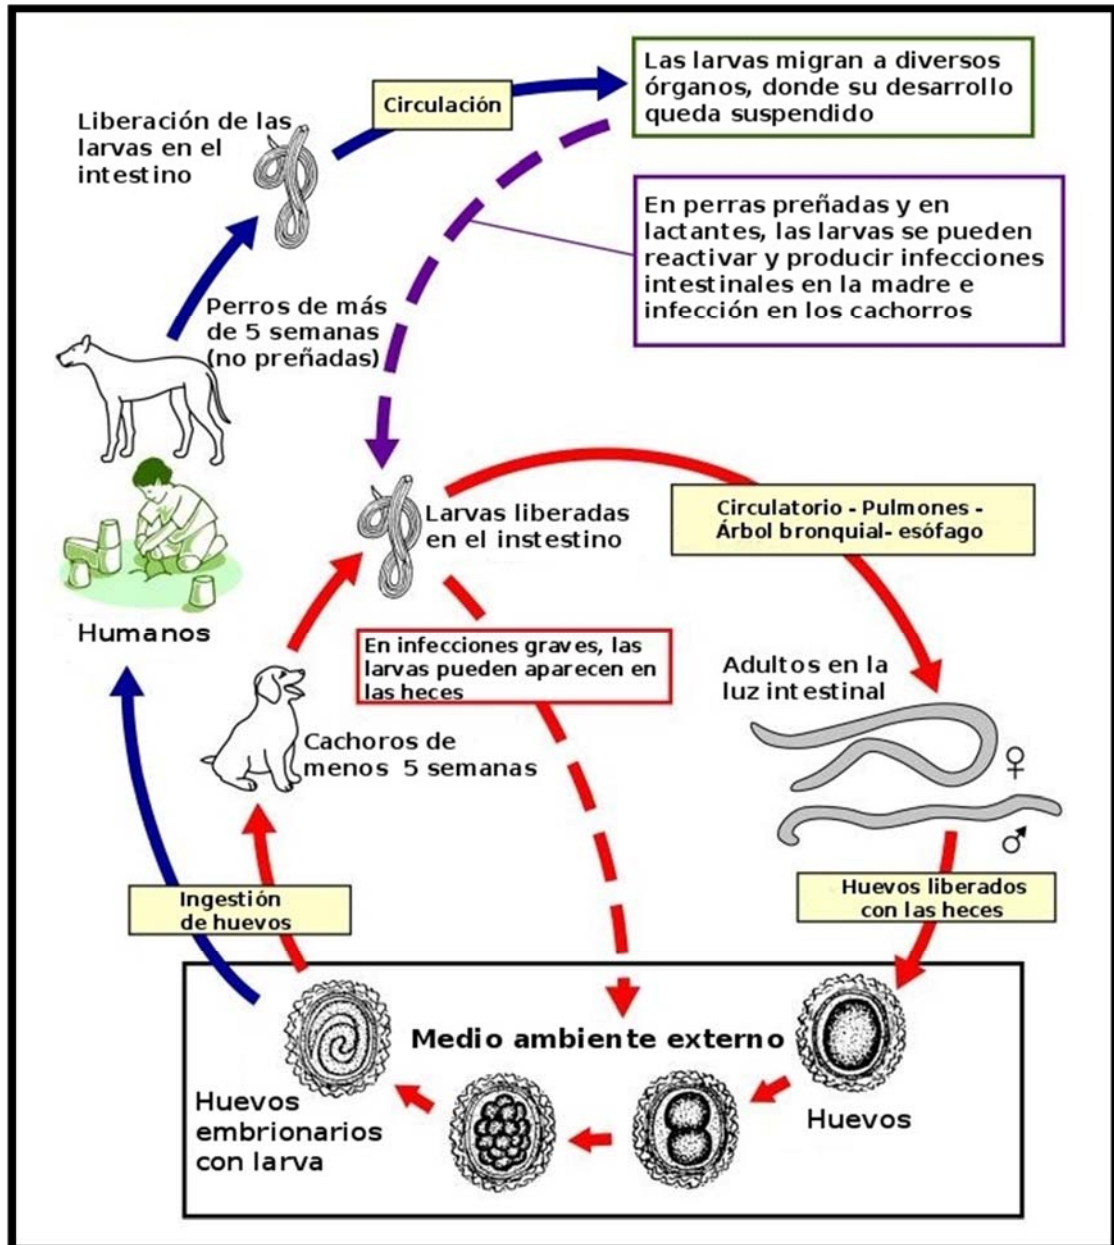 Las larvas migran a diversos
órganos, donde su desarrollo
queda suspendido
Circulación
Liberación de las
larvas en el
intestino
En perras preñadas y en
lactantes, las larvas se pueden
reactivar y producir infecciones
intestinales en la madre e
infección en los cachorros
Perros de más
de 5 semanas
(no preñadas)
Larvas liberadas
en el instestino
Circulatorio - Pulmones -
Árbol bronquial- esófago
Humanos
En infecciones graves, las
larvas pueden aparecen en
las heces
Adultos en la
luz intestinal
Cachoros de
menos 5 semanas
♀
♂
Ingestión
de huevos
Huevos liberados
con las heces
Medio ambiente externo
Huevos
embrionarios
con larva
Huevos